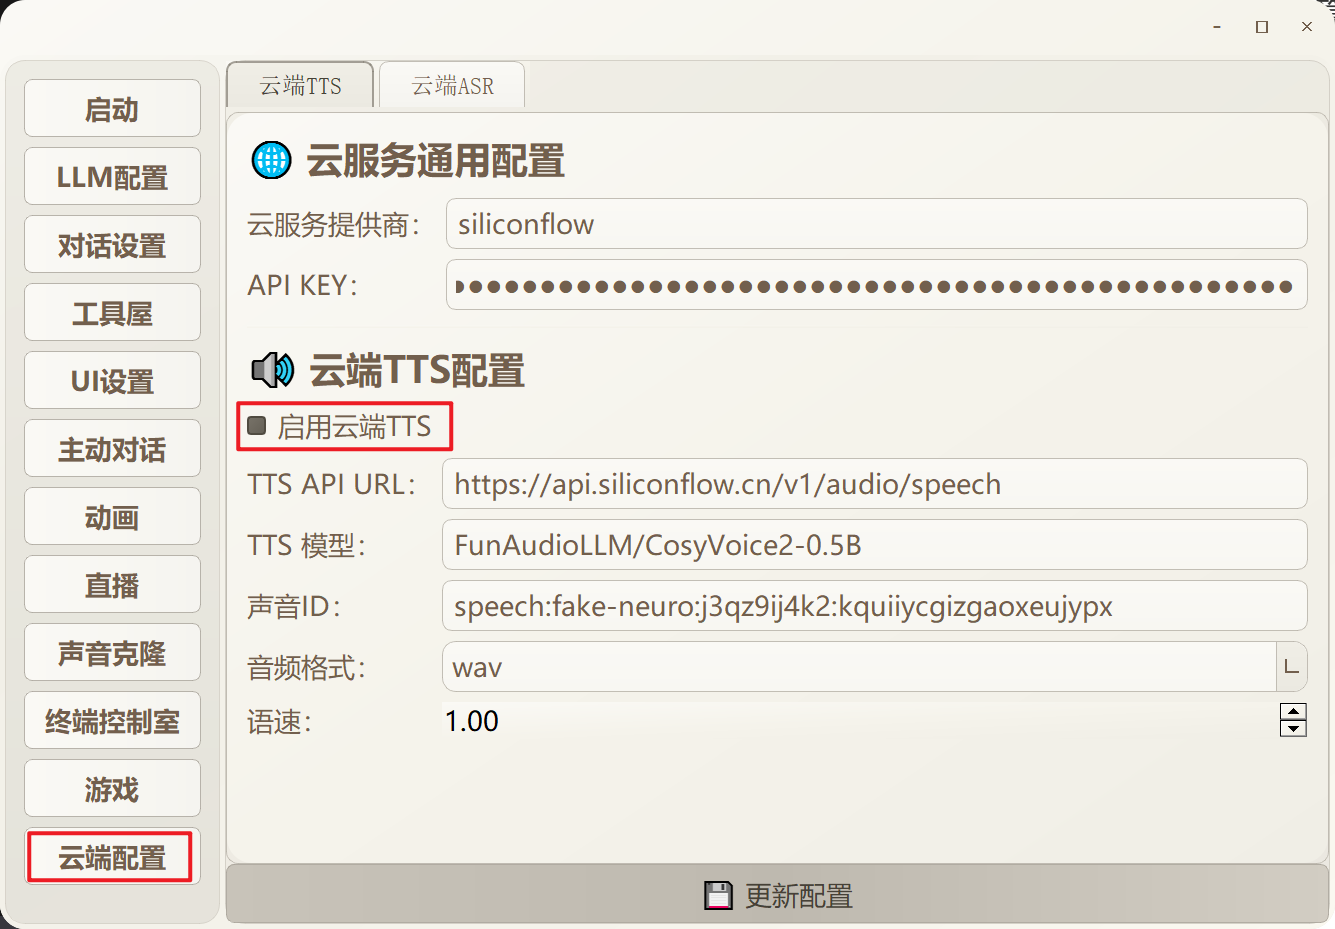 启动
LLM配置
对话设置
工具屋
UI设置
主动对话
动画
直播
声音克隆
终端控制室
游戏
云端配置
云端TTS
云端ASR
云服务通用配置
云服务提供商：
siliconflow
API KEY：
云端TTS配置
启用云端TTS
TTS API URL：
https://api.siliconflow.cn/v1/audio/speech
TTS 模型：
FunAudioLLM/CosyVoice2-0.5B
声音ID：
speech:fake-neuro:j3qz9ij4k2:kquiiycgizgaoxeujypx
音频格式：
wav
语速：
1.00
更新配置